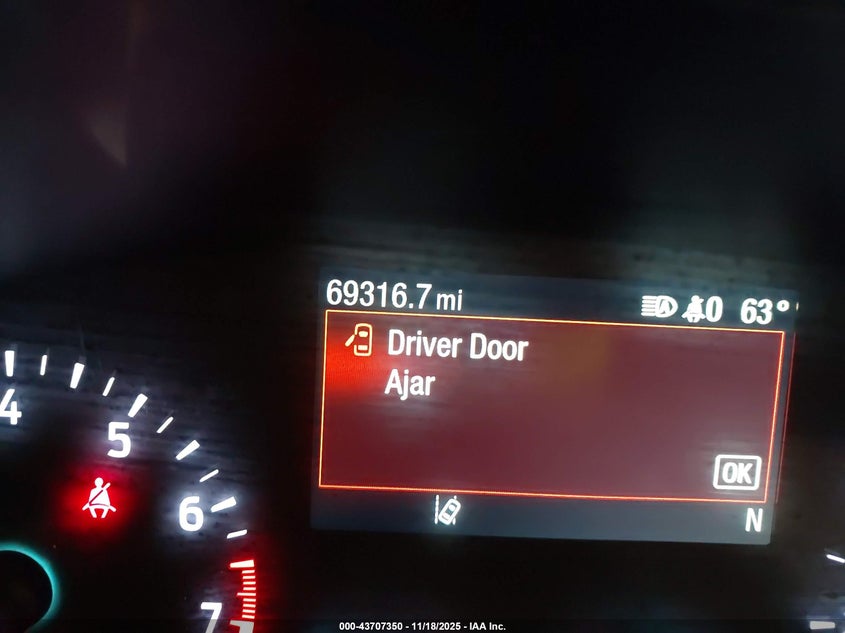 69316.7 mi
0 63°
Driver Door
Ajar
OK
N
4
5
6
7
000-43707350 - 11/18/2025 - IAA Inc.